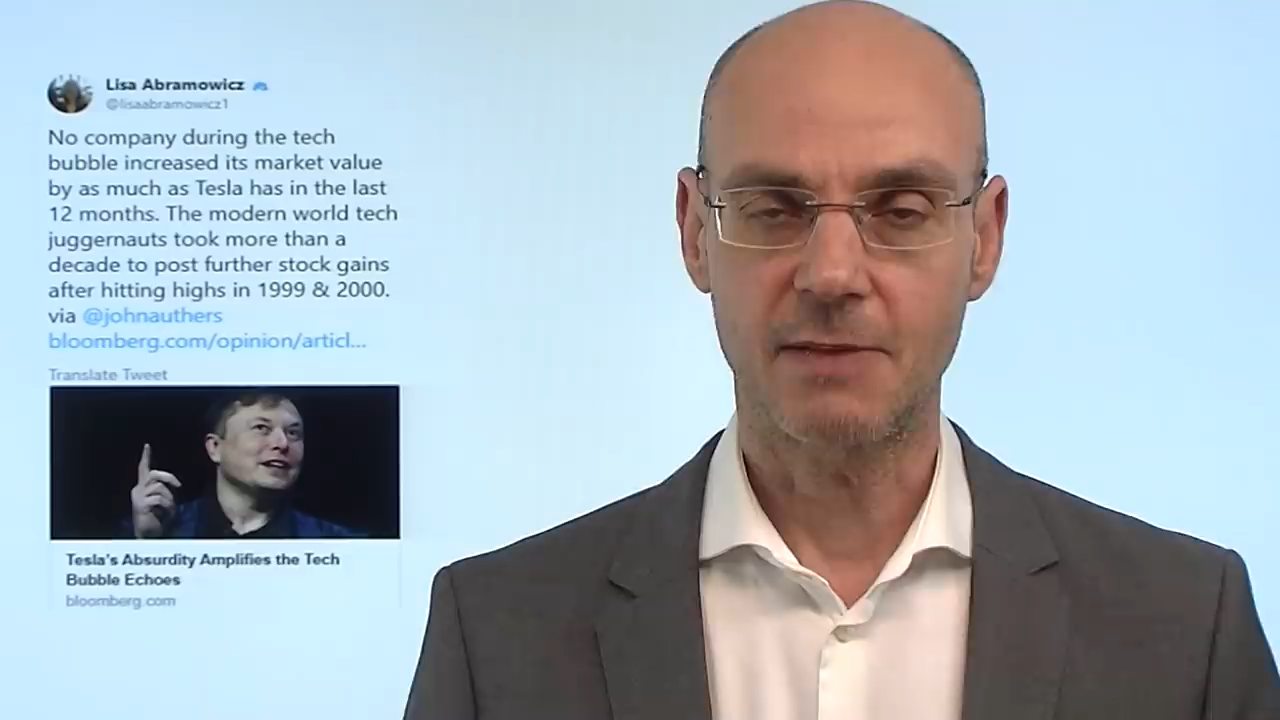 Lisa Abramowicz
@lisaabramowicz1
No company during the tech
bubble increased its market value
by as much as Tesla has in the last
12 months. The modern world tech
juggernauts took more than a
decade to post further stock gains
after hitting highs in 1999 & 2000.
via @johnauthers
bloomberg.com/opinion/articl...
Translate Tweet
Tesla's Absurdity Amplifies the Tech
Bubble Echoes
bloomberg.com